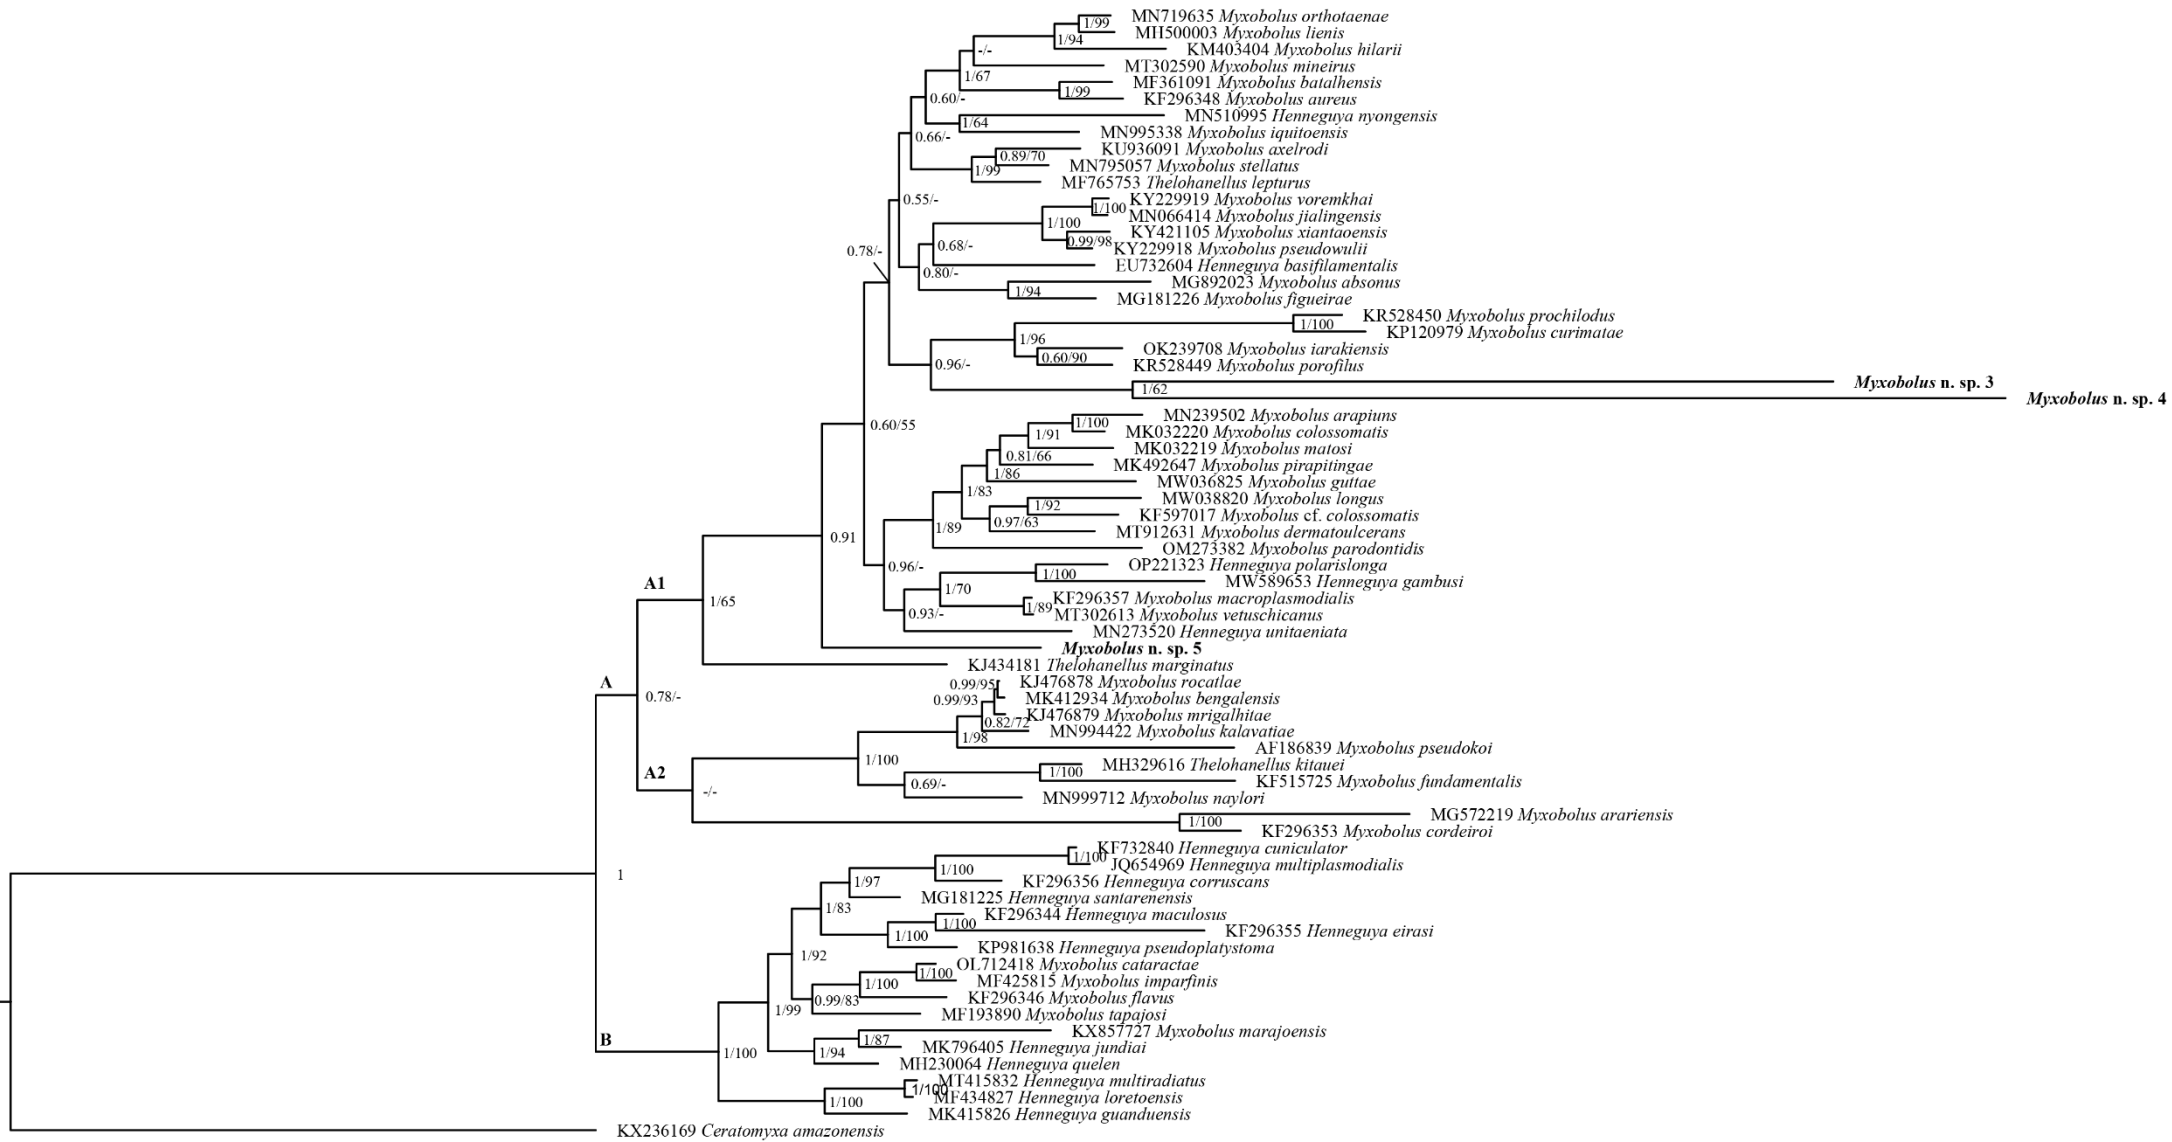 MN719635 Myxobolus orthotaenae
1/99
MH500003 Myxobolus lienis
1/94
-/-
KM403404 Myxobolus hilarii
MT302590 Myxobolus mineirus
1/67
MF361091 Myxobolus batalhensis
1/99
0.60/-
KF296348 Myxobolus aureus
MN510995 Henneguya nyongensis
1/64
MN995338 Myxobolus iquitoensis
0.66/-
KU936091 Myxobolus axelrodi
0.89/70
MN795057 Myxobolus stellatus
1/99
MF765753 Thelohanellus lepturus
0.55/-
KY229919 Myxobolus voremkhai
1/100
MN066414 Myxobolus jialingensis
1/100
KY421105 Myxobolus xiantaoensis
0.99/98
0.68/-
KY229918 Myxobolus pseudowulii
0.78/-
EU732604 Henneguya basifilamentalis
0.80/-
MG892023 Myxobolus absonus
1/94
MG181226 Myxobolus figueirae
KR528450 Myxobolus prochilodus
1/100
KP120979 Myxobolus curimatae
1/96
OK239708 Myxobolus iarakiensis
0.60/90
0.96/-
KR528449 Myxobolus porofilus
Myxobolus n. sp. 3
1/62
Myxobolus n. sp. 4
MN239502 Myxobolus arapiuns
1/100
0.60/55
MK032220 Myxobolus colossomatis
1/91
MK032219 Myxobolus matosi
0.81/66
MK492647 Myxobolus pirapitingae
1/86
MW036825 Myxobolus guttae
1/83
MW038820 Myxobolus longus
1/92
KF597017 Myxobolus cf. colossomatis
0.97/63
1/89
MT912631 Myxobolus dermatoulcerans
0.91
OM273382 Myxobolus parodontidis
0.96/-
OP221323 Henneguya polarislonga
1/100
A1
MW589653 Henneguya gambusi
1/70
1/65
KF296357 Myxobolus macroplasmodialis
1/89
0.93/-
MT302613 Myxobolus vetuschicanus
MN273520 Henneguya unitaeniata
Myxobolus n. sp. 5
KJ434181 Thelohanellus marginatus
A
0.99/95
KJ476878 Myxobolus rocatlae
0.78/-
0.99/93
MK412934 Myxobolus bengalensis
KJ476879 Myxobolus mrigalhitae
0.82/72
MN994422 Myxobolus kalavatiae
1/98
AF186839 Myxobolus pseudokoi
1/100
A2
MH329616 Thelohanellus kitauei
1/100
KF515725 Myxobolus fundamentalis
0.69/-
-/-
MN999712 Myxobolus naylori
MG572219 Myxobolus arariensis
1/100
KF296353 Myxobolus cordeiroi
KF732840 Henneguya cuniculator
1/100
JQ654969 Henneguya multiplasmodialis
1/100
1
KF296356 Henneguya corruscans
1/97
MG181225 Henneguya santarenensis
1/83
KF296344 Henneguya maculosus
1/100
KF296355 Henneguya eirasi
1/100
KP981638 Henneguya pseudoplatystoma
1/92
OL712418 Myxobolus cataractae
1/100
MF425815 Myxobolus imparfinis
1/100
KF296346 Myxobolus flavus
0.99/83
1/99
MF193890 Myxobolus tapajosi
KX857727 Myxobolus marajoensis
1/87
B
MK796405 Henneguya jundiai
1/94
1/100
MH230064 Henneguya quelen
MT415832 Henneguya multiradiatus
1/100
MF434827 Henneguya loretoensis
1/100
MK415826 Henneguya guanduensis
KX236169 Ceratomyxa amazonensis